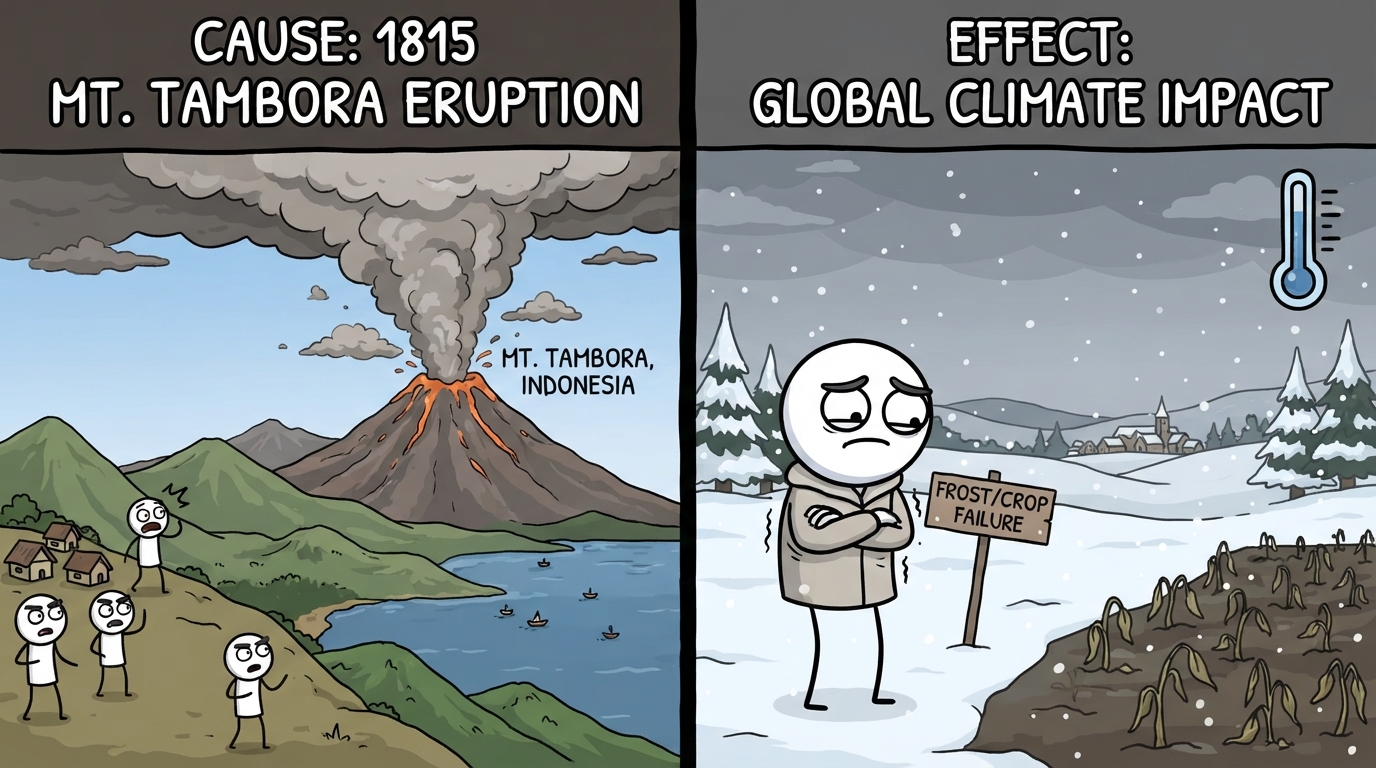 CAUSE: 1815
MT. TAMBORA ERUPTION
MT. TAMBORA,
INDONESIA
EFFECT:
GLOBAL CLIMATE IMPACT
FROST/CROP
FAILURE